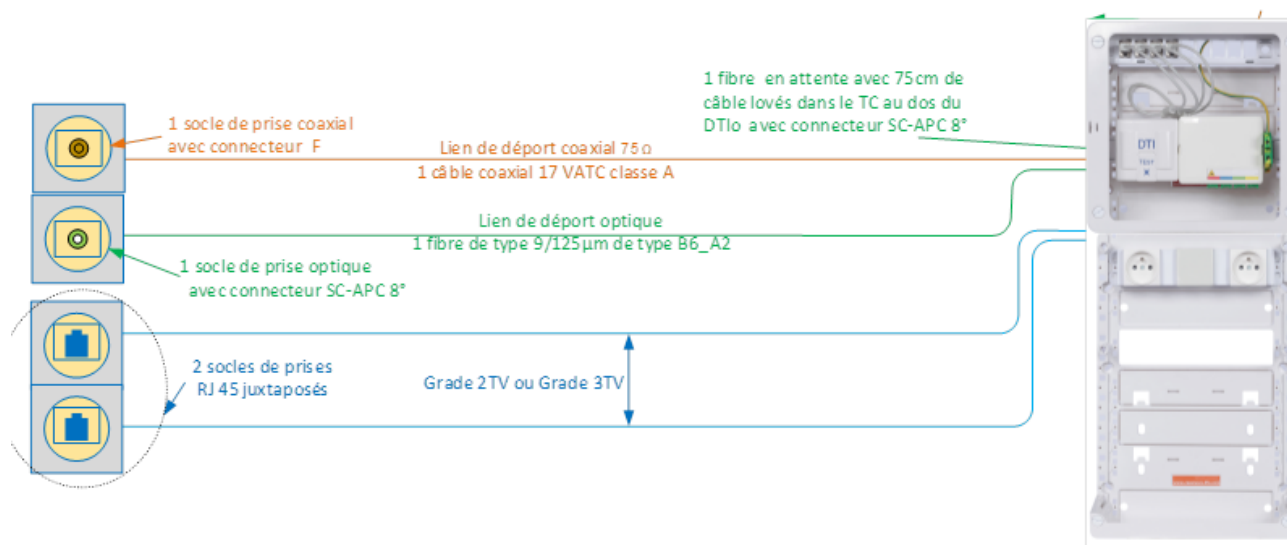 1 fibre en attente avec 75cm de
câble lovés dans le TC au dos du
DTIo avec connecteur SC-APC 8°
1 socle de prise coaxial
avec connecteur F
Lien de déport coaxial 75 Ω
1 câble coaxial 17 VATC classe A
DTI
TEST
Lien de déport optique
1 fibre de type 9/125µm de type B6_A2
1 socle de prise optique
avec connecteur SC-APC 8°
2 socles de prises
RJ 45 juxtaposés
Grade 2TV ou Grade 3TV